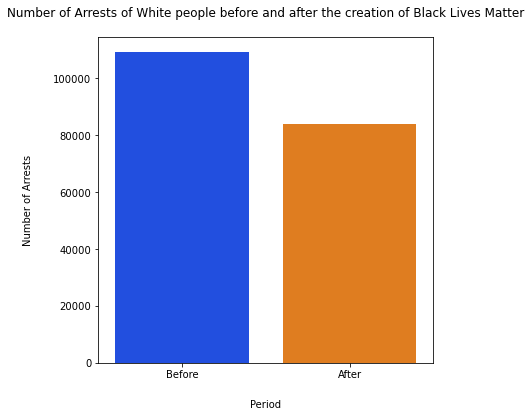 Number of Arrests of White people before and after the creation of Black Lives Matter
100000
80000
60000
40000
20000
0
Number of Arrests
Before
After
Period